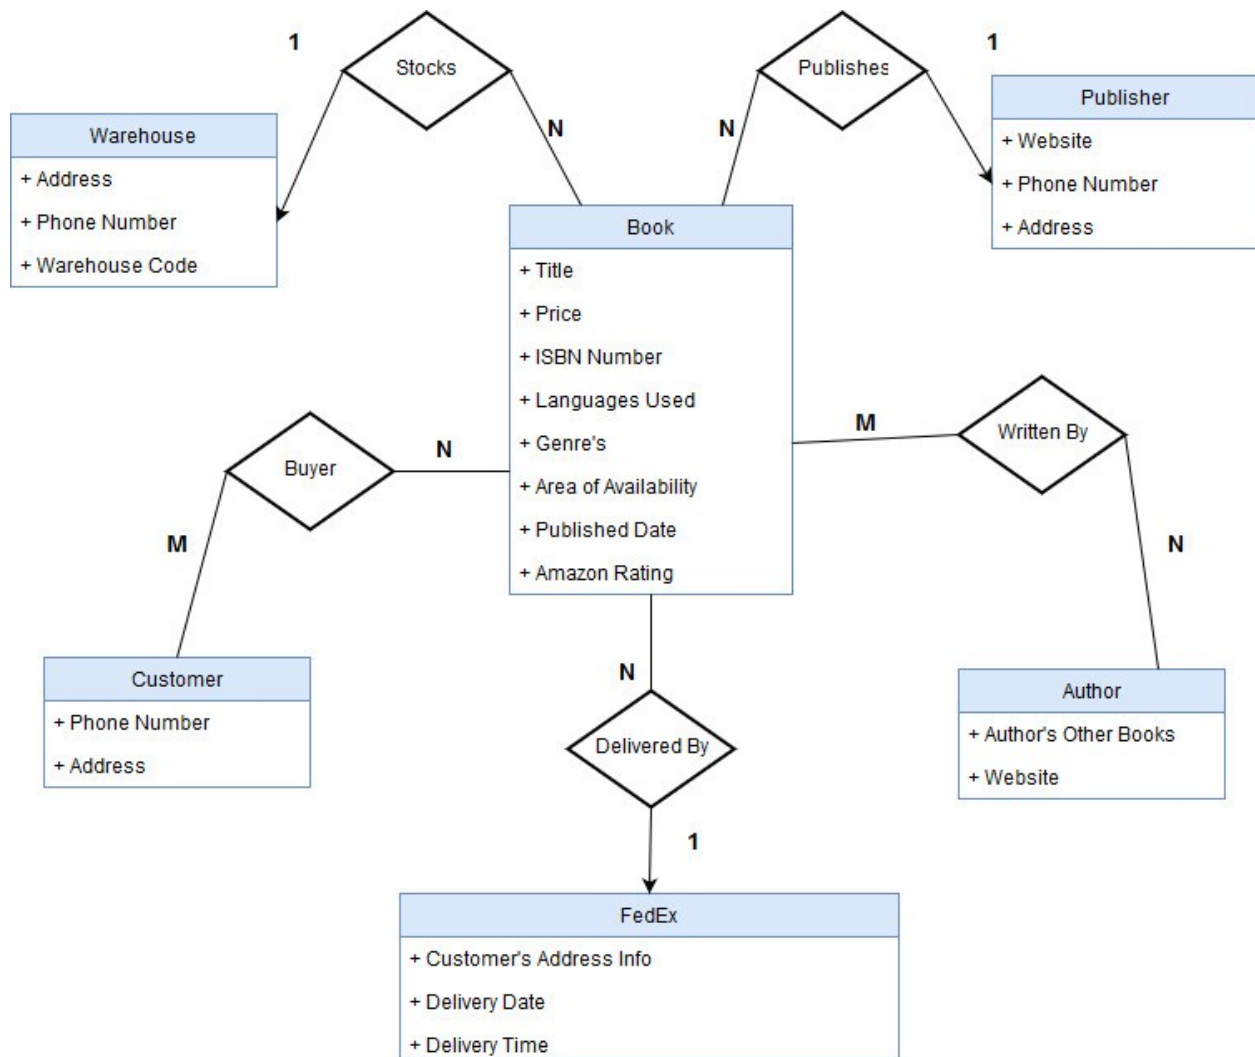 1
Stocks
N
Publishes
N
1
Publisher
+ Website
+ Phone Number
+ Address
Warehouse
+ Address
+ Phone Number
+ Warehouse Code
Book
+ Title
+ Price
+ ISBN Number
+ Languages Used
+ Genre's
+ Area of Availability
+ Published Date
+ Amazon Rating
Buyer
N
M
M
Written By
N
Customer
+ Phone Number
+ Address
N
Delivered By
1
Author
+ Author's Other Books
+ Website
FedEx
+ Customer's Address Info
+ Delivery Date
+ Delivery Time